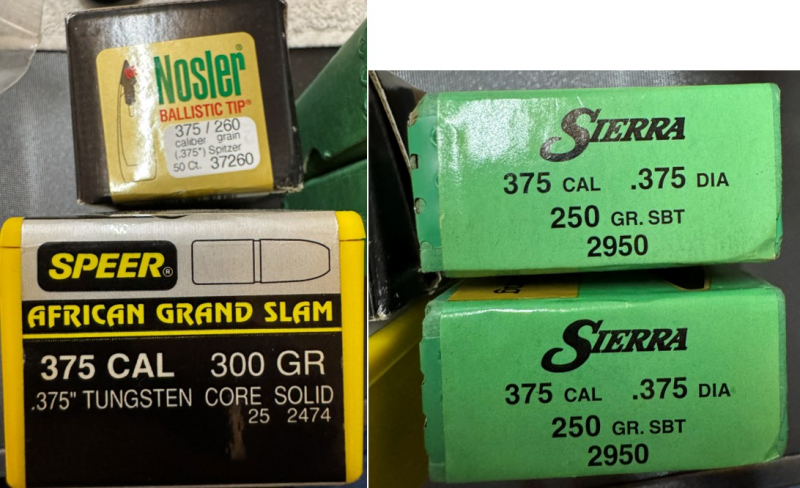 Nosler®
BALLISTIC TIP®
375 / 260
caliber grain
(.375") Spitzer
50 Ct. 37260
SPEER®
AFRICAN GRAND SLAM
375 CAL 300 GR
.375" TUNGSTEN CORE SOLID
25 2474
SIERRA
375 CAL .375 DIA
250 GR. SBT
2950
SIERRA
375 CAL .375 DIA
250 GR. SBT
2950